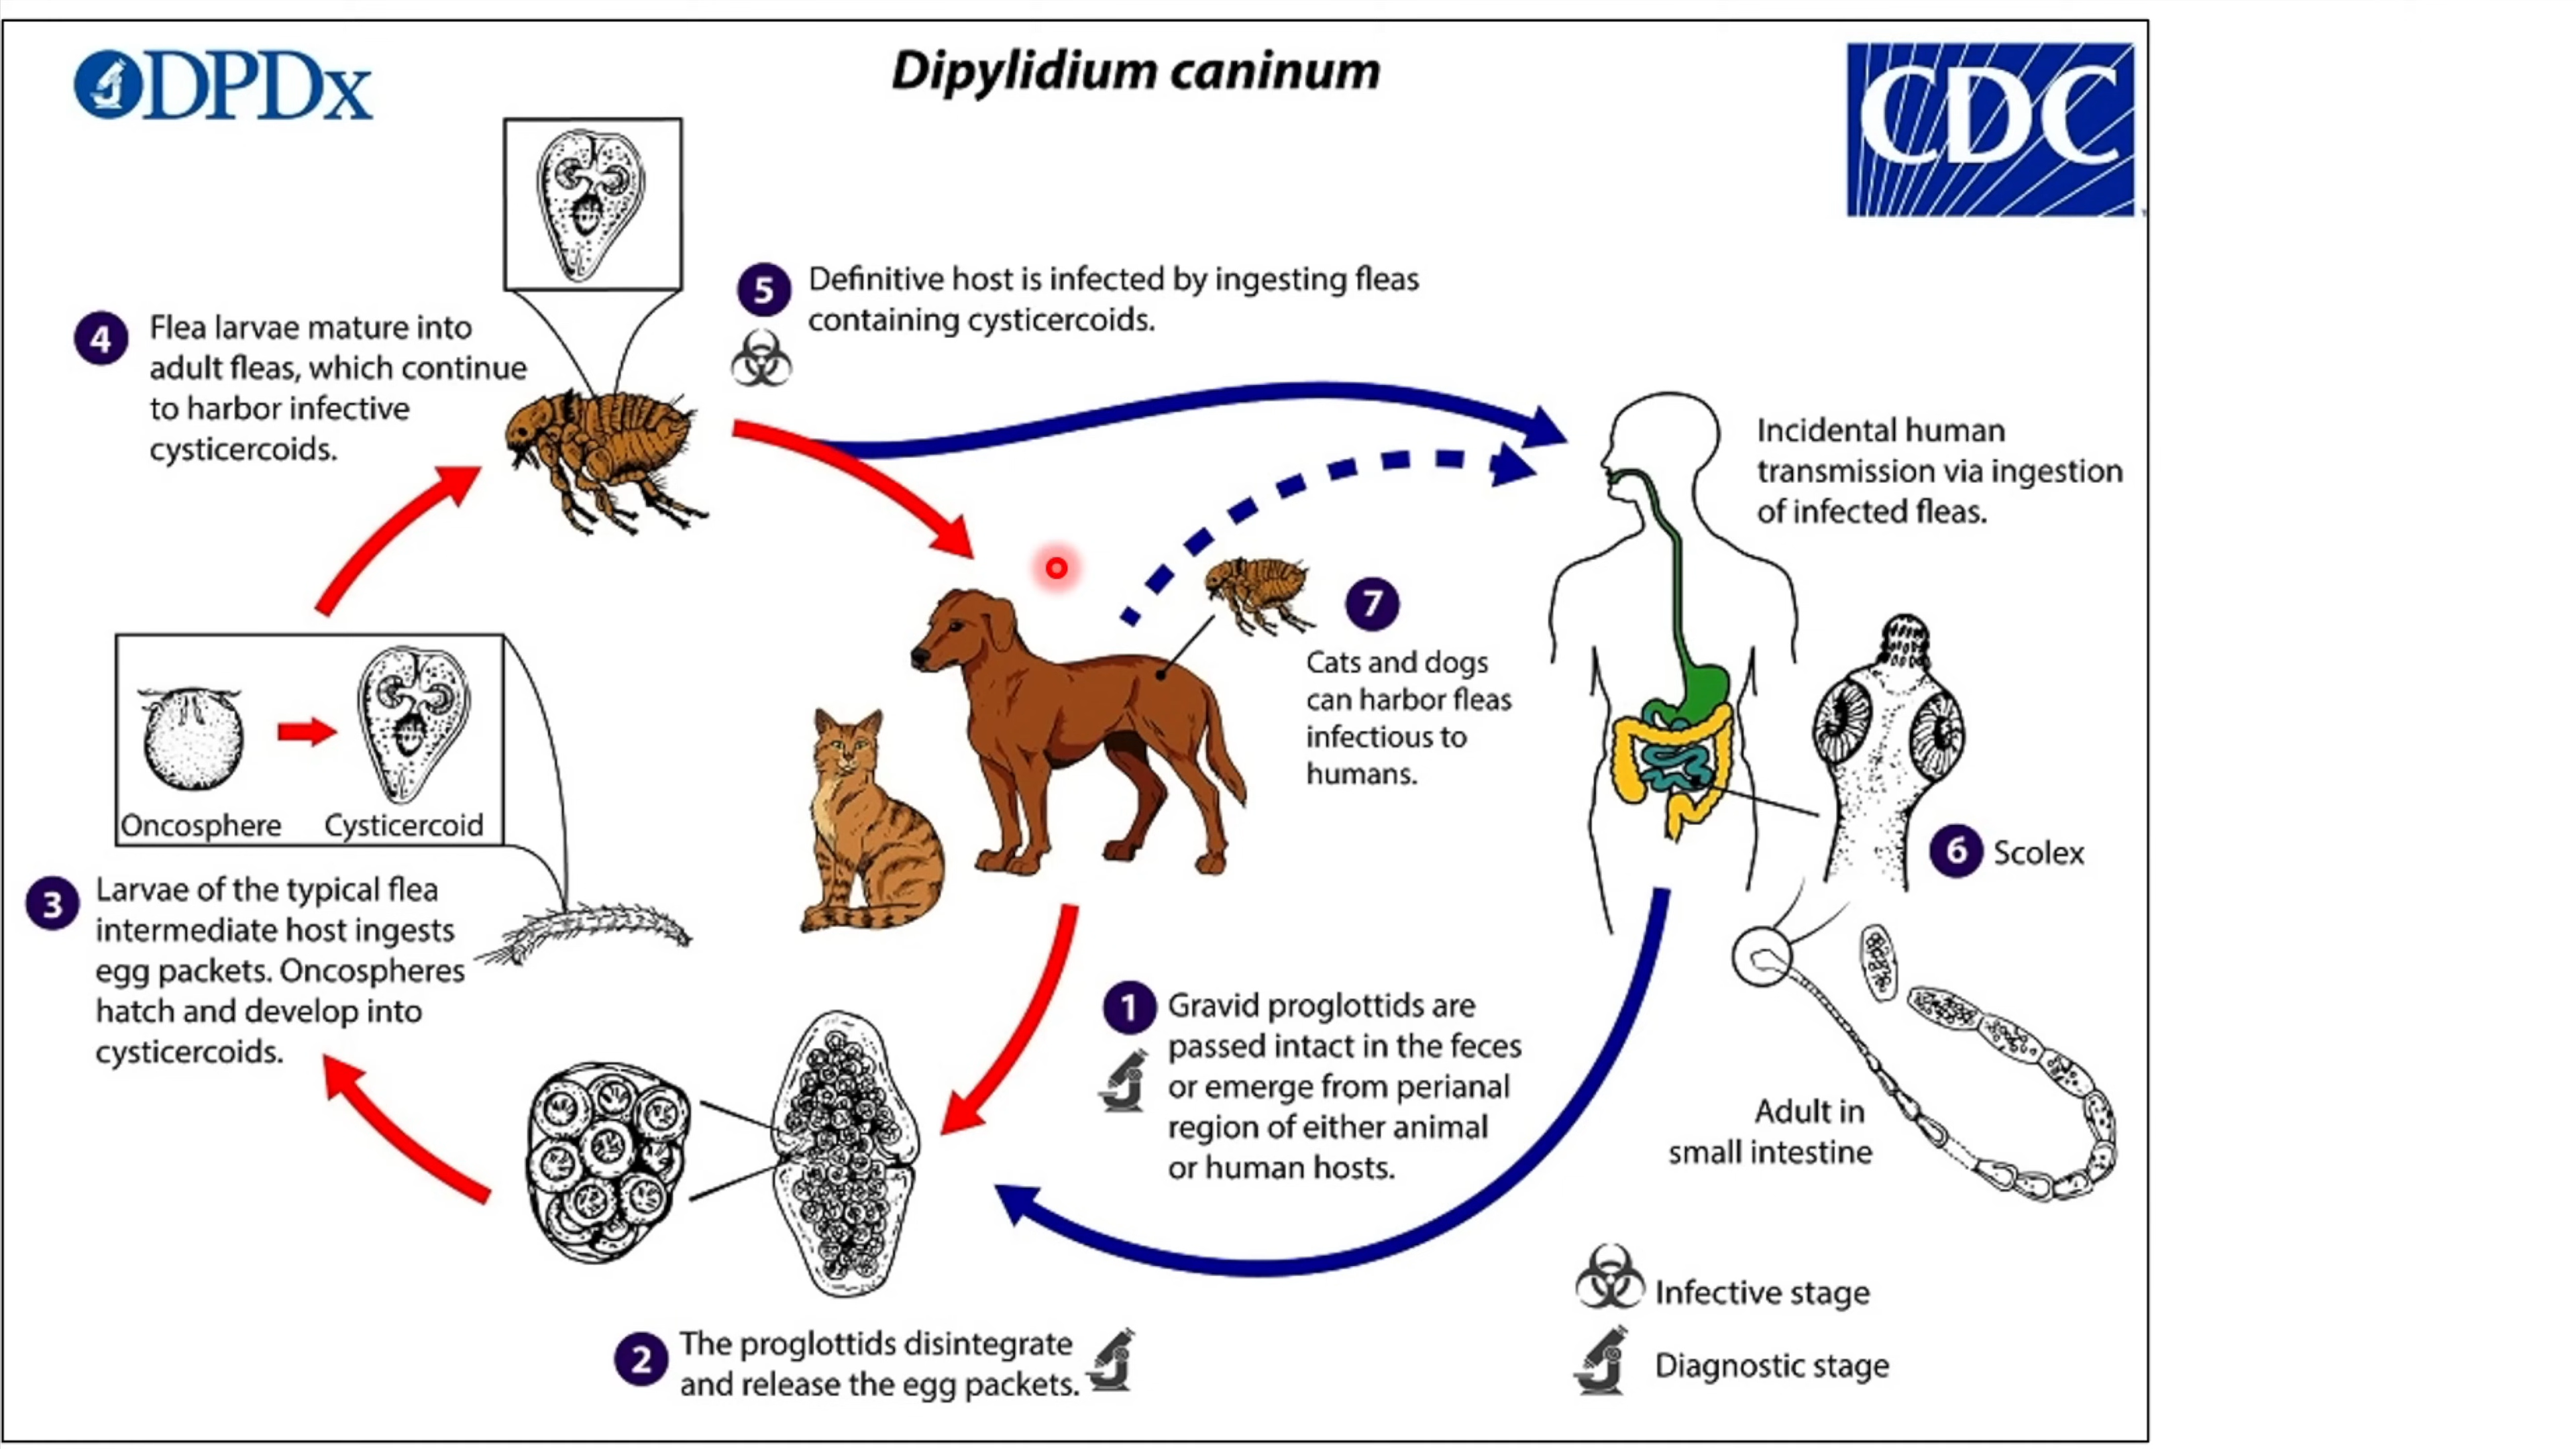 DPDx
Dipylidium caninum
CDC
5 Definitive host is infected by ingesting fleas
containing cysticercoids.
4 Flea larvae mature into
adult fleas, which continue
to harbor infective
cysticercoids.
Incidental human
transmission via ingestion
of infected fleas.
7
Cats and dogs
can harbor fleas
infectious to
humans.
Oncosphere Cysticercoid
6 Scolex
3 Larvae of the typical flea
intermediate host ingests
egg packets. Oncospheres
hatch and develop into
cysticercoids.
1 Gravid proglottids are
passed intact in the feces
or emerge from perianal
region of either animal
or human hosts.
Adult in
small intestine
2 The proglottids disintegrate
and release the egg packets.
Infective stage
Diagnostic stage